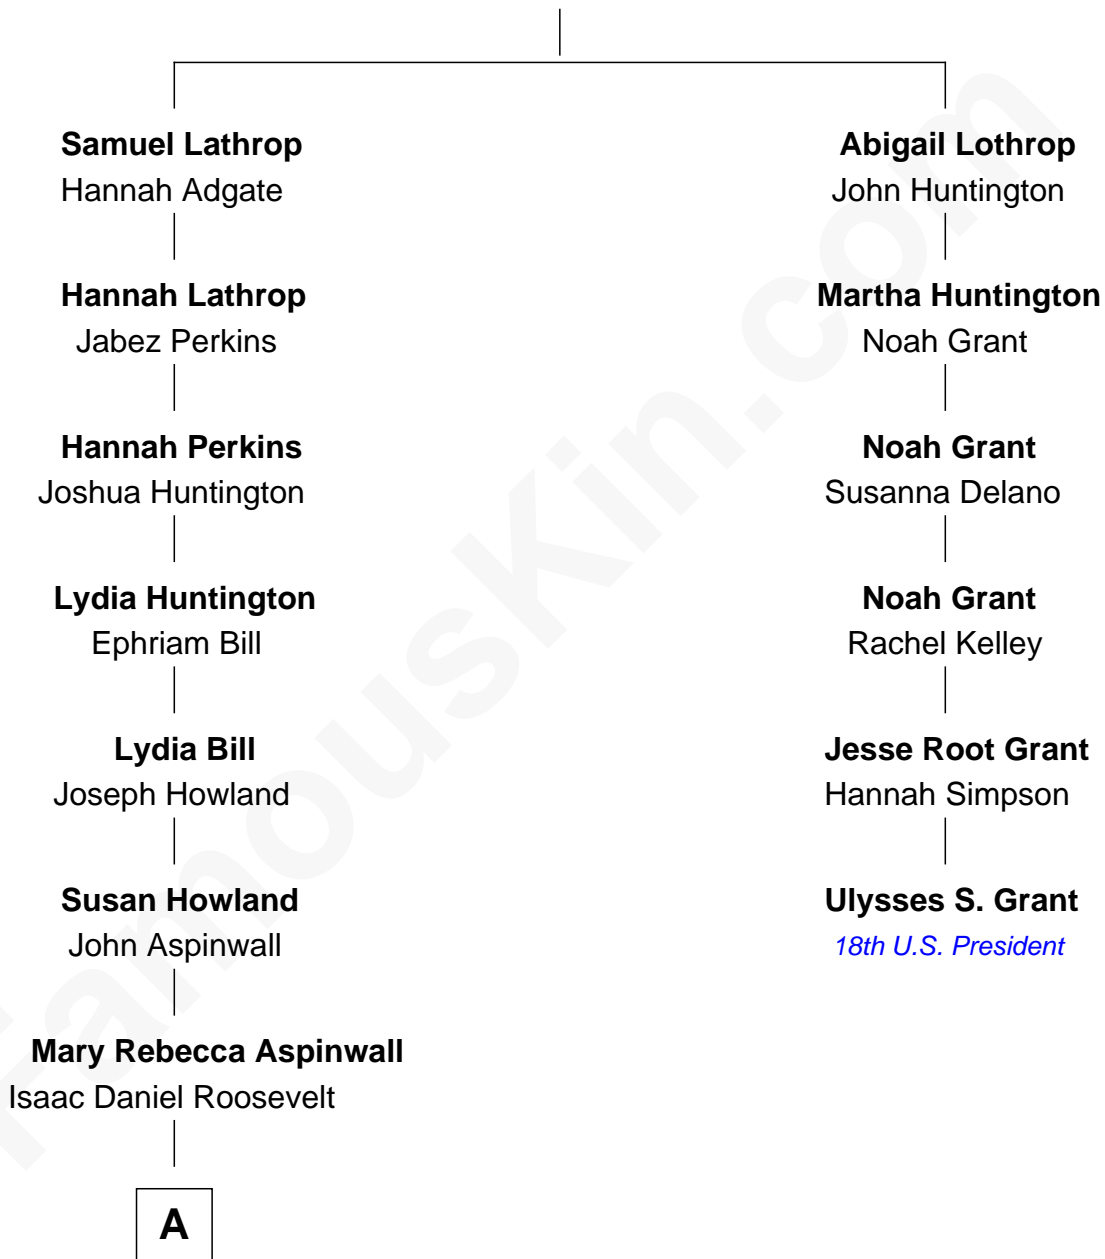 Samuel Lathrop
Hannah Adgate
Abigail Lothrop
John Huntington
Hannah Lathrop
Jabez Perkins
Martha Huntington
Noah Grant
Hannah Perkins
Joshua Huntington
Noah Grant
Susanna Delano
Lydia Huntington
Ephriam Bill
Noah Grant
Rachel Kelley
Lydia Bill
Joseph Howland
Jesse Root Grant
Hannah Simpson
Susan Howland
John Aspinwall
Ulysses S. Grant
18th U.S. President
Mary Rebecca Aspinwall
Isaac Daniel Roosevelt
A
FamousKin.com